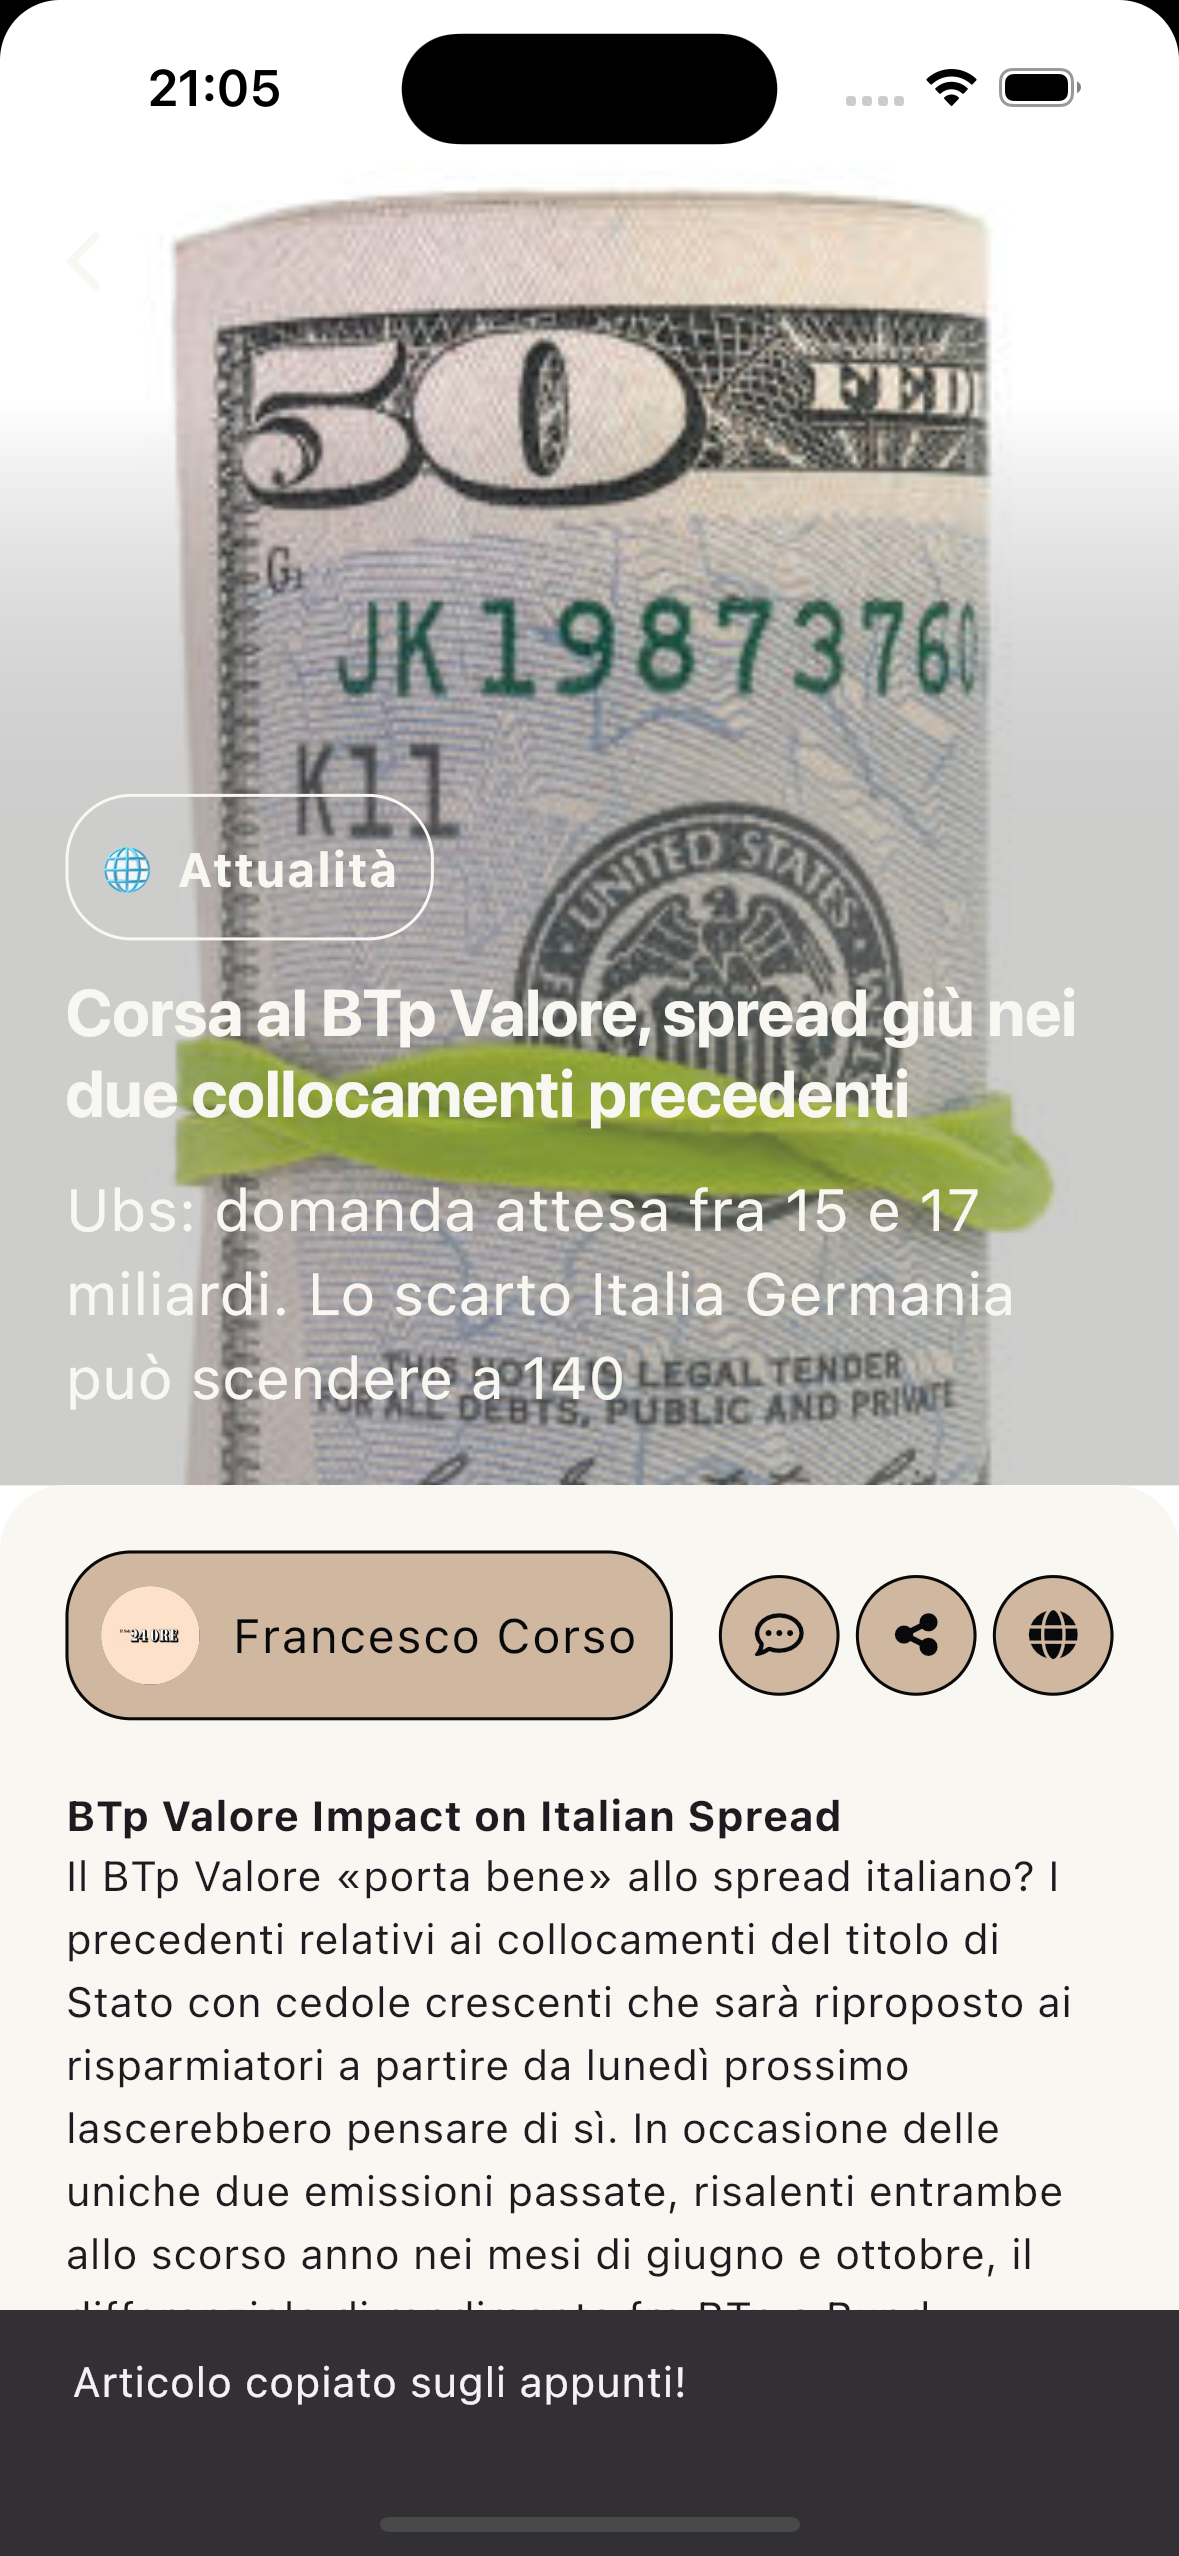 21:05
50
FEDE
G
JK1987376
K11
UNITED STATES
Attualità
Corsa al BTp Valore, spread giù nei
due collocamenti precedenti
Ubs: domanda attesa fra 15 e 17
miliardi. Lo scarto Italia Germania
può scendere a 140
THIS NOTE IS LEGAL TENDER
FOR ALL DEBTS, PUBLIC AND PRIVATE
24 ORE
Francesco Corso
BTp Valore Impact on Italian Spread
Il BTp Valore «porta bene» allo spread italiano? I
precedenti relativi ai collocamenti del titolo di
Stato con cedole crescenti che sarà riproposto ai
risparmiatori a partire da lunedì prossimo
lascerebbero pensare di sì. In occasione delle
uniche due emissioni passate, risalenti entrambe
allo scorso anno nei mesi di giugno e ottobre, il
Articolo copiato sugli appunti!